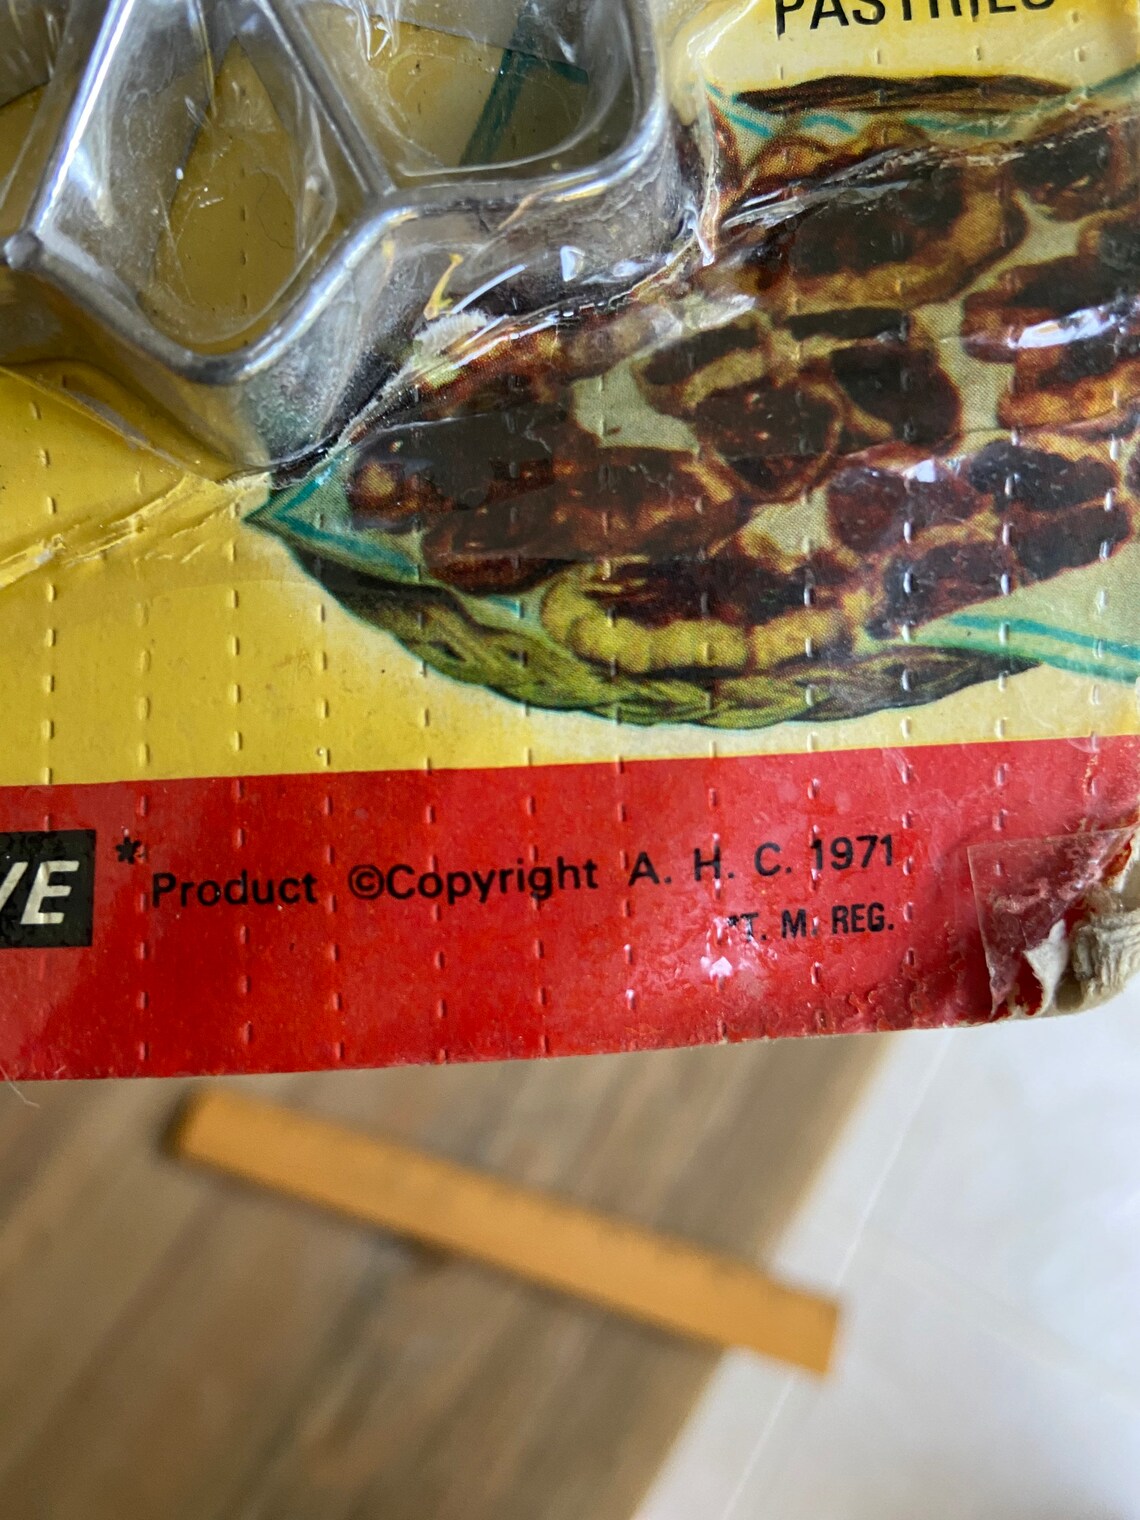 PASTRIES
VE * Product ©Copyright A. H. C. 1971
*T. M. REG.